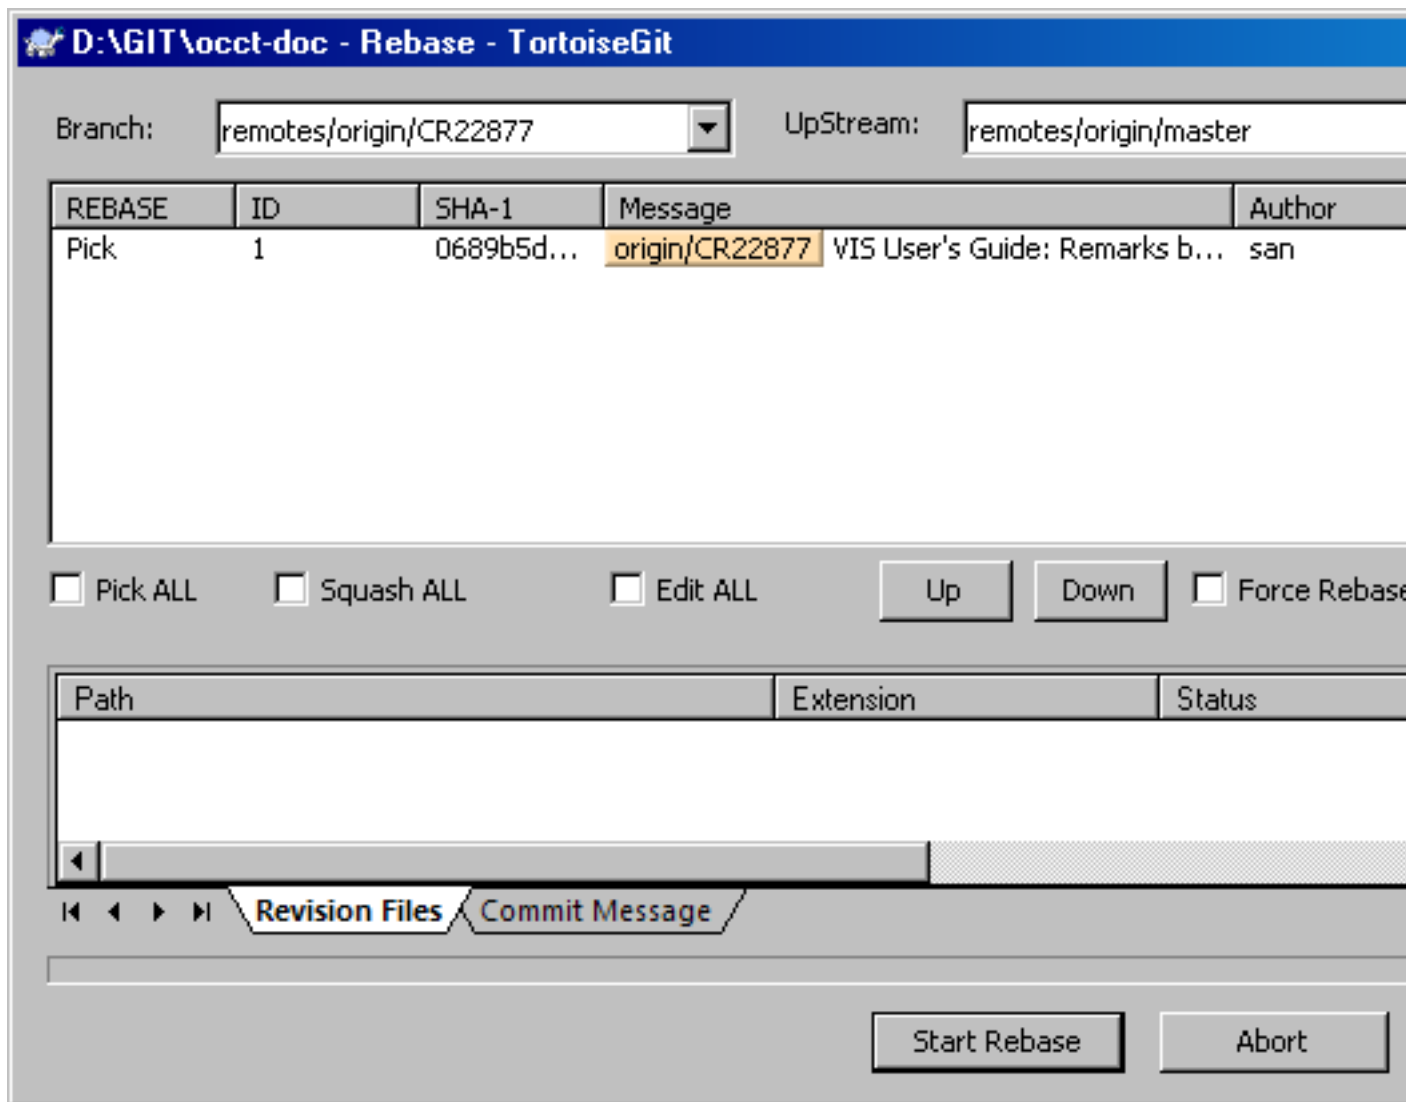 D:\GIT\occt-doc - Rebase - TortoiseGit
Branch: remotes/origin/CR22877 UpStream: remotes/origin/master
REBASE ID SHA-1 Message Author
Pick 1 0689b5d... origin/CR22877 VIS User's Guide: Remarks b... san
Pick ALL Squash ALL Edit ALL Up Down Force Rebase
Path Extension Status
Revision Files Commit Message
Start Rebase Abort